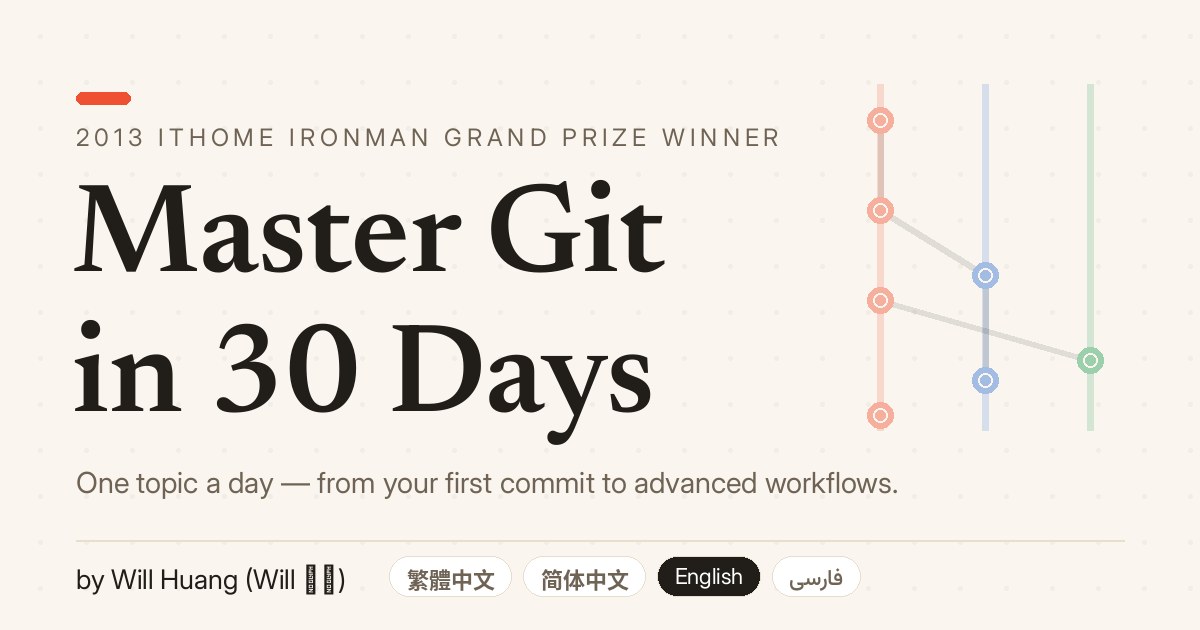 2013 ITHOME IRONMAN GRAND PRIZE WINNER
Master Git
in 30 Days
One topic a day — from your first commit to advanced workflows.
by Will Huang (Will )
繁體中文
简体中文
English
فارسی